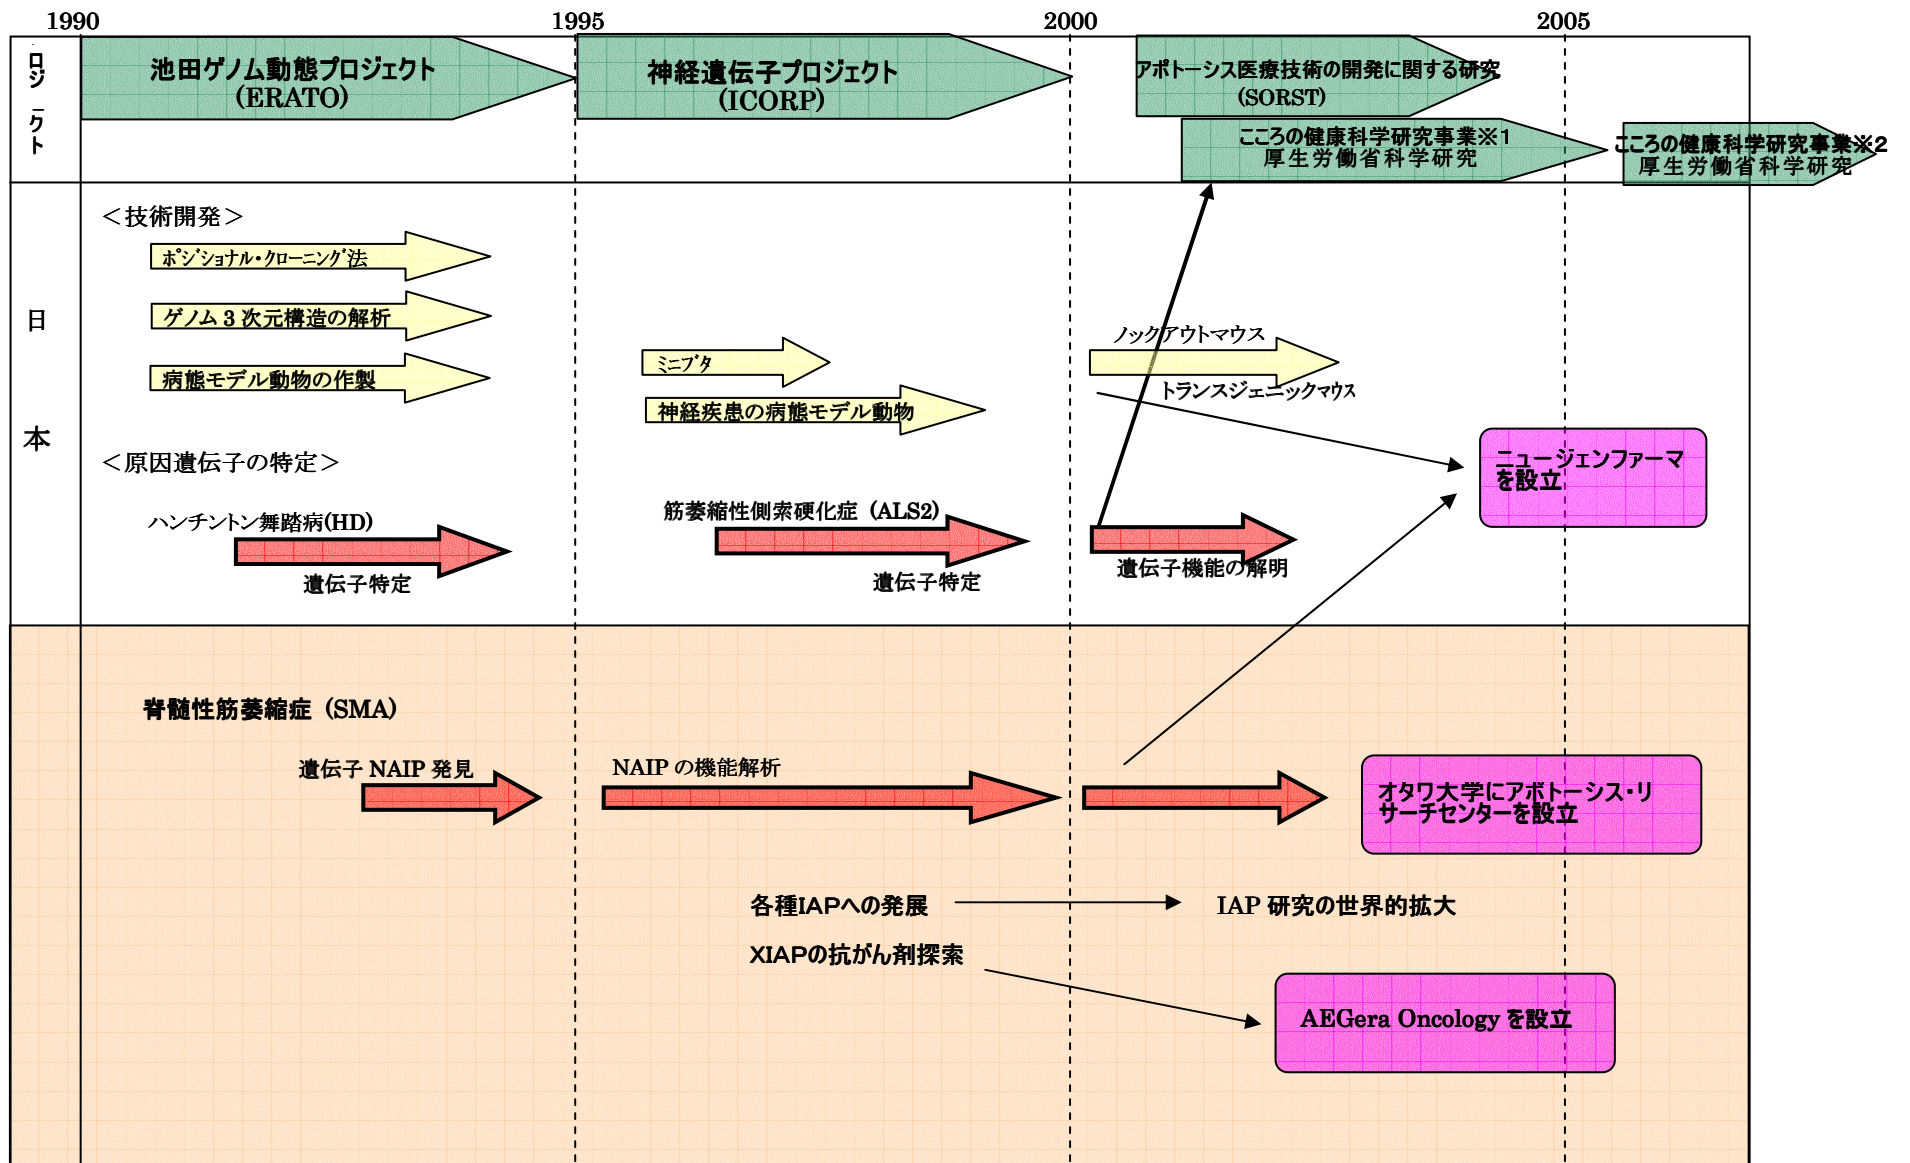 1990
1995
2000
2005
ロジ
クト
池田ゲノム動態プロジェクト
(ERATO)
神経遺伝子プロジェクト
(ICORP)
アポトーシス医療技術の開発に関する研究
(SORST)
こころの健康科学研究事業※1
厚生労働省科学研究
こころの健康科学研究事業※2
厚生労働省科学研究
日
本
＜技術開発＞
ﾎﾟｼﾞｼｮﾅﾙ・ｸﾛｰﾆﾝｸﾞ法
ゲノム 3 次元構造の解析
病態モデル動物の作製
ﾐﾆﾌﾞﾀ
神経疾患の病態モデル動物
ノックアウトマウス
トランスジェニックマウス
ニュージェンファーマ
を設立
＜原因遺伝子の特定＞
ハンチントン舞踏病(HD)
遺伝子特定
筋萎縮性側索硬化症 (ALS2)
遺伝子特定
遺伝子機能の解明
脊髄性筋萎縮症 (SMA)
遺伝子 NAIP 発見
NAIP の機能解析
オタワ大学にアポトーシス・リ
サーチセンターを設立
各種IAPへの発展
IAP 研究の世界的拡大
XIAPの抗がん剤探索
AEGera Oncology を設立